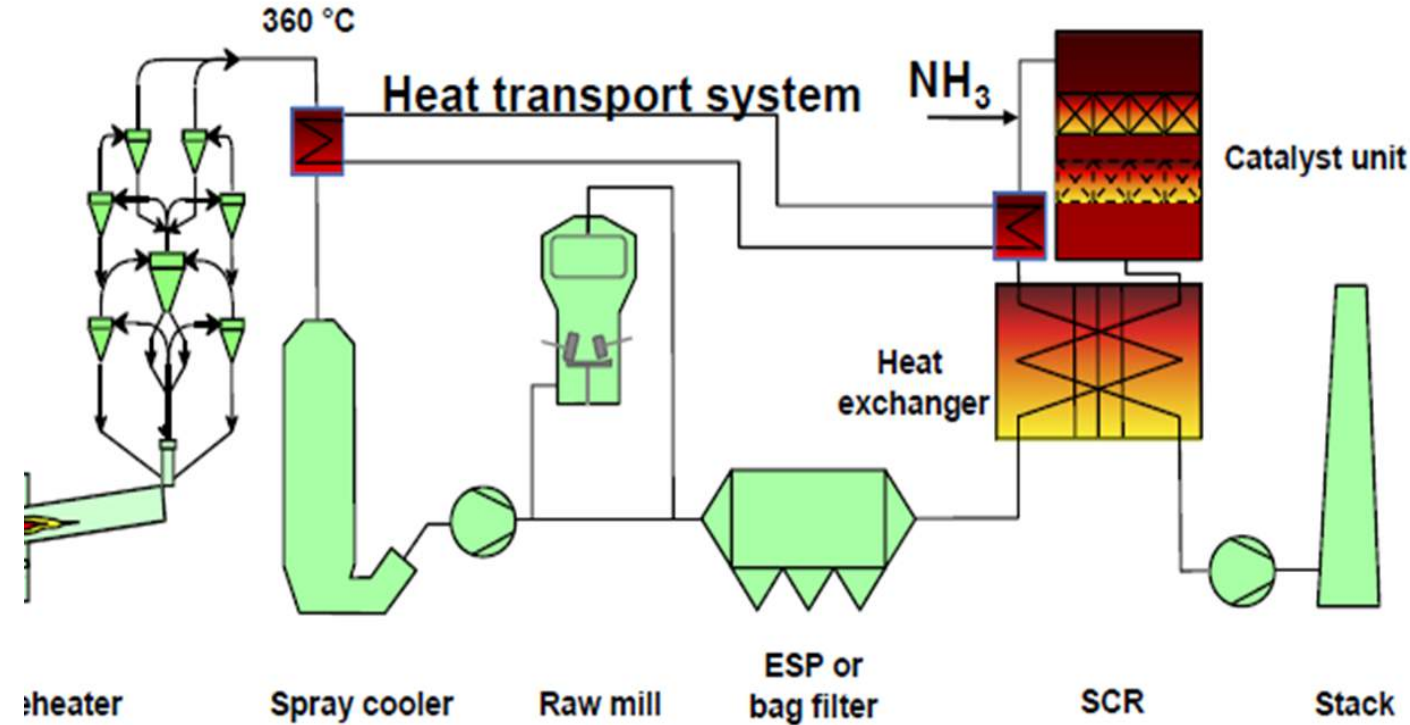 360 °C
Heat transport system
NH3
Catalyst unit
Heat
exchanger
eheater
Spray cooler
Raw mill
ESP or
bag filter
SCR
Stack